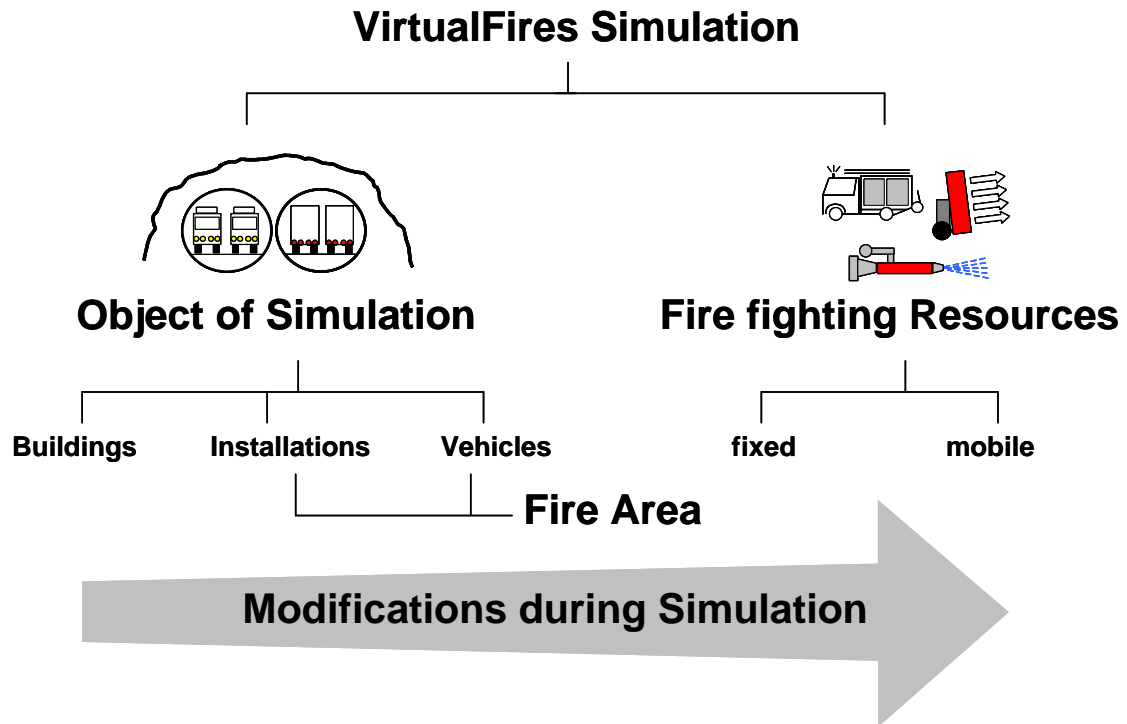 VirtualFires Simulation
Object of Simulation
Fire fighting Resources
Buildings
Installations
Vehicles
fixed
mobile
Fire Area
Modifications during Simulation